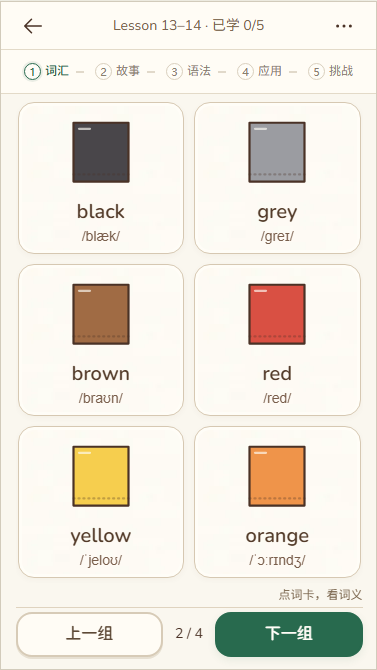 Lesson 13–14 · 已学 0/5
1 词汇 – 2 故事 – 3 语法 – 4 应用 – 5 挑战
black grey
/blæk/ /ɡreɪ/
brown red
/braʊn/ /red/
yellow orange
/ˈjeloʊ/ /ˈɔːrɪndʒ/
点词卡，看词义
上一组 2 / 4 下一组